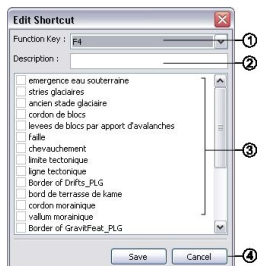 Edit Shortcut
Function Key : F4 ①
Description : ②
emergence eau souterraine
stries glaciaires
ancien stade glaciaire
cordon de blocs
levees de blocs par apport d'avalanches
faille
chevauchement
limite tectonique
ligne tectonique
Border of Drifts_PLG
bord de terrasse de kame
cordon morainique
vallum morainique
Border of GravitFeat_PLG
③
Save Cancel ④